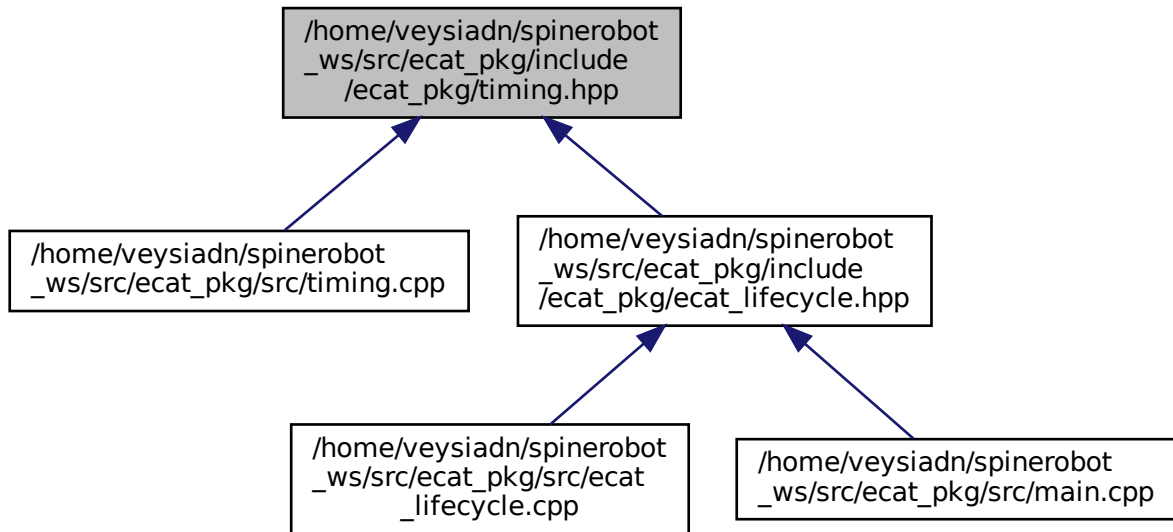 /home/veysiadn/spinerobot
_ws/src/ecat_pkg/include
/ecat_pkg/timing.hpp
/home/veysiadn/spinerobot
_ws/src/ecat_pkg/src/timing.cpp
/home/veysiadn/spinerobot
_ws/src/ecat_pkg/include
/ecat_pkg/ecat_lifecycle.hpp
/home/veysiadn/spinerobot
_ws/src/ecat_pkg/src/ecat
_lifecycle.cpp
/home/veysiadn/spinerobot
_ws/src/ecat_pkg/src/main.cpp